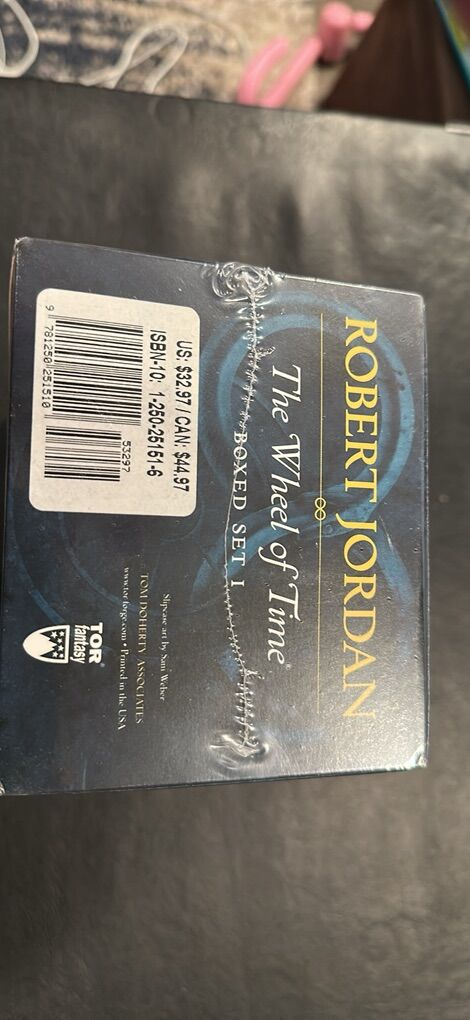 ROBERT JORDAN
The Wheel of Time®
BOXED SET I
US: $32.97 / CAN: $44.97
ISBN-10: 1-250-25151-6
53297
9 781250 251510
Slipcase art by Sam Weber
TOM DOHERTY ASSOCIATES
www.tor-forge.com • Printed in the USA
TOR®
fantasy